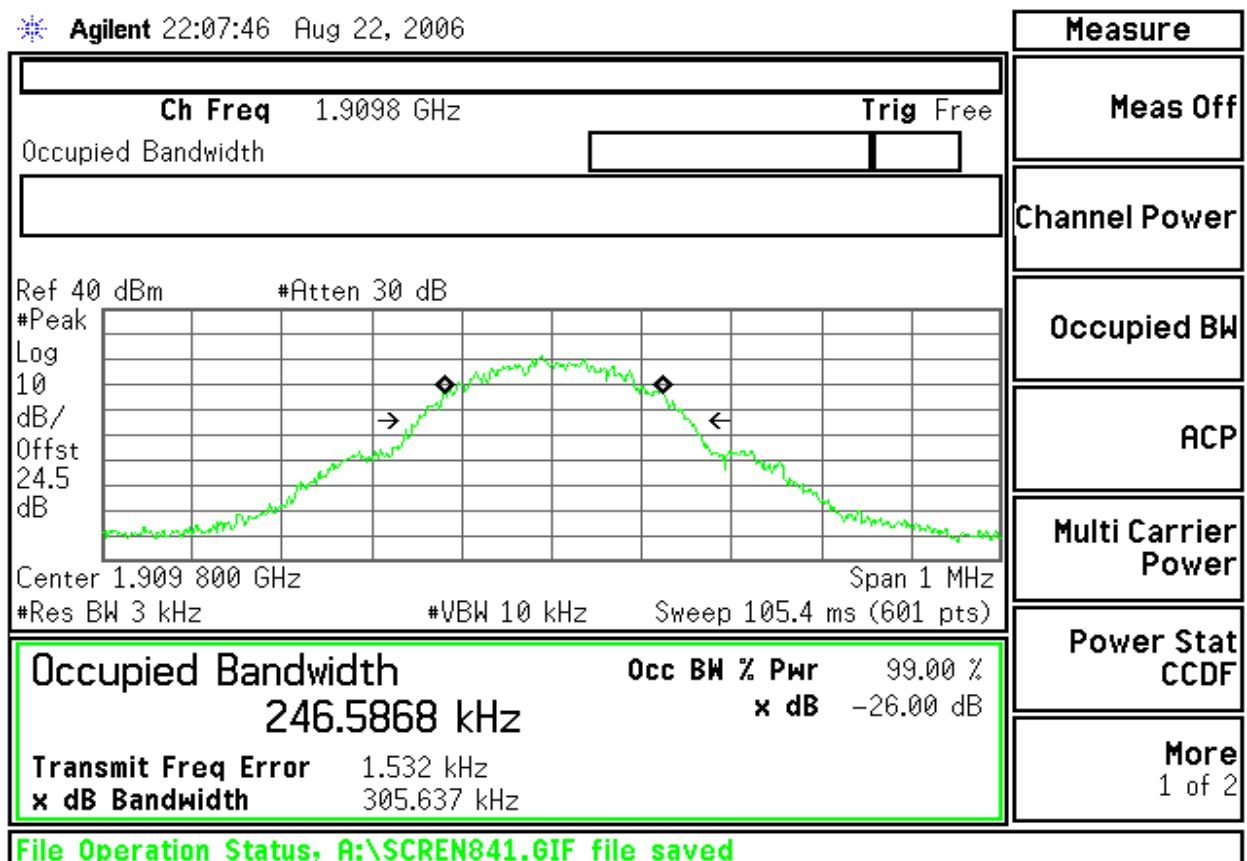 Agilent 22:07:46 Aug 22, 2006
Measure
Ch Freq 1.9098 GHz Trig Free
Occupied Bandwidth
Meas Off
Channel Power
Occupied BW
ACP
Multi Carrier
Power
Power Stat
CCDF
More
1 of 2
Ref 40 dBm #Atten 30 dB
#Peak
Log
10
dB/
Offst
24.5
dB
Center 1.909 800 GHz Span 1 MHz
#Res BW 3 kHz #VBW 10 kHz Sweep 105.4 ms (601 pts)
Occupied Bandwidth Occ BW % Pwr 99.00 %
246.5868 kHz x dB -26.00 dB
Transmit Freq Error 1.532 kHz
x dB Bandwidth 305.637 kHz
File Operation Status, A:\SCREN841.GIF file saved